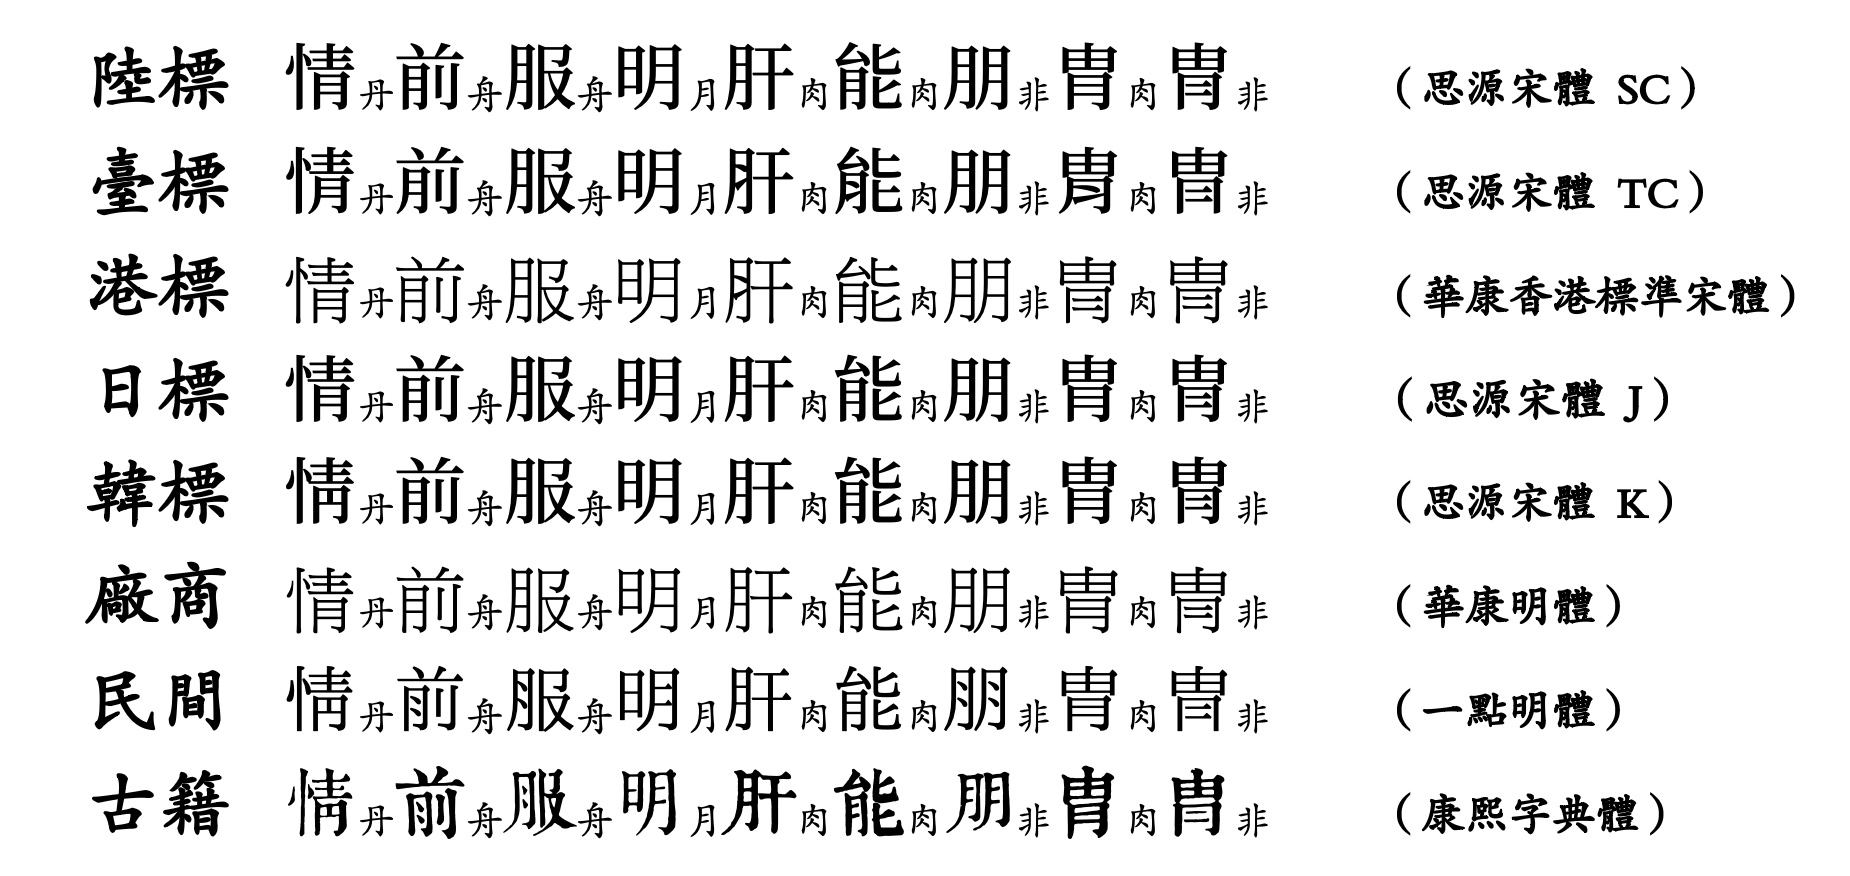 陸標 情丹前舟服舟明月肝肉能肉朋非冑肉冑非 （思源宋體 SC）
臺標 情丹前舟服舟明月肝肉能肉朋非冑肉冑非 （思源宋體 TC）
港標 情丹前舟服舟明月肝肉能肉朋非冑肉冑非 （華康香港標準宋體）
日標 情丹前舟服舟明月肝肉能肉朋非冑肉冑非 （思源宋體 J）
韓標 情丹前舟服舟明月肝肉能肉朋非冑肉冑非 （思源宋體 K）
廠商 情丹前舟服舟明月肝肉能肉朋非冑肉冑非 （華康明體）
民間 情丹前舟服舟明月肝肉能肉朋非冑肉冑非 （一點明體）
古籍 情丹前舟服舟明月肝肉能肉朋非冑肉冑非 （康熙字典體）